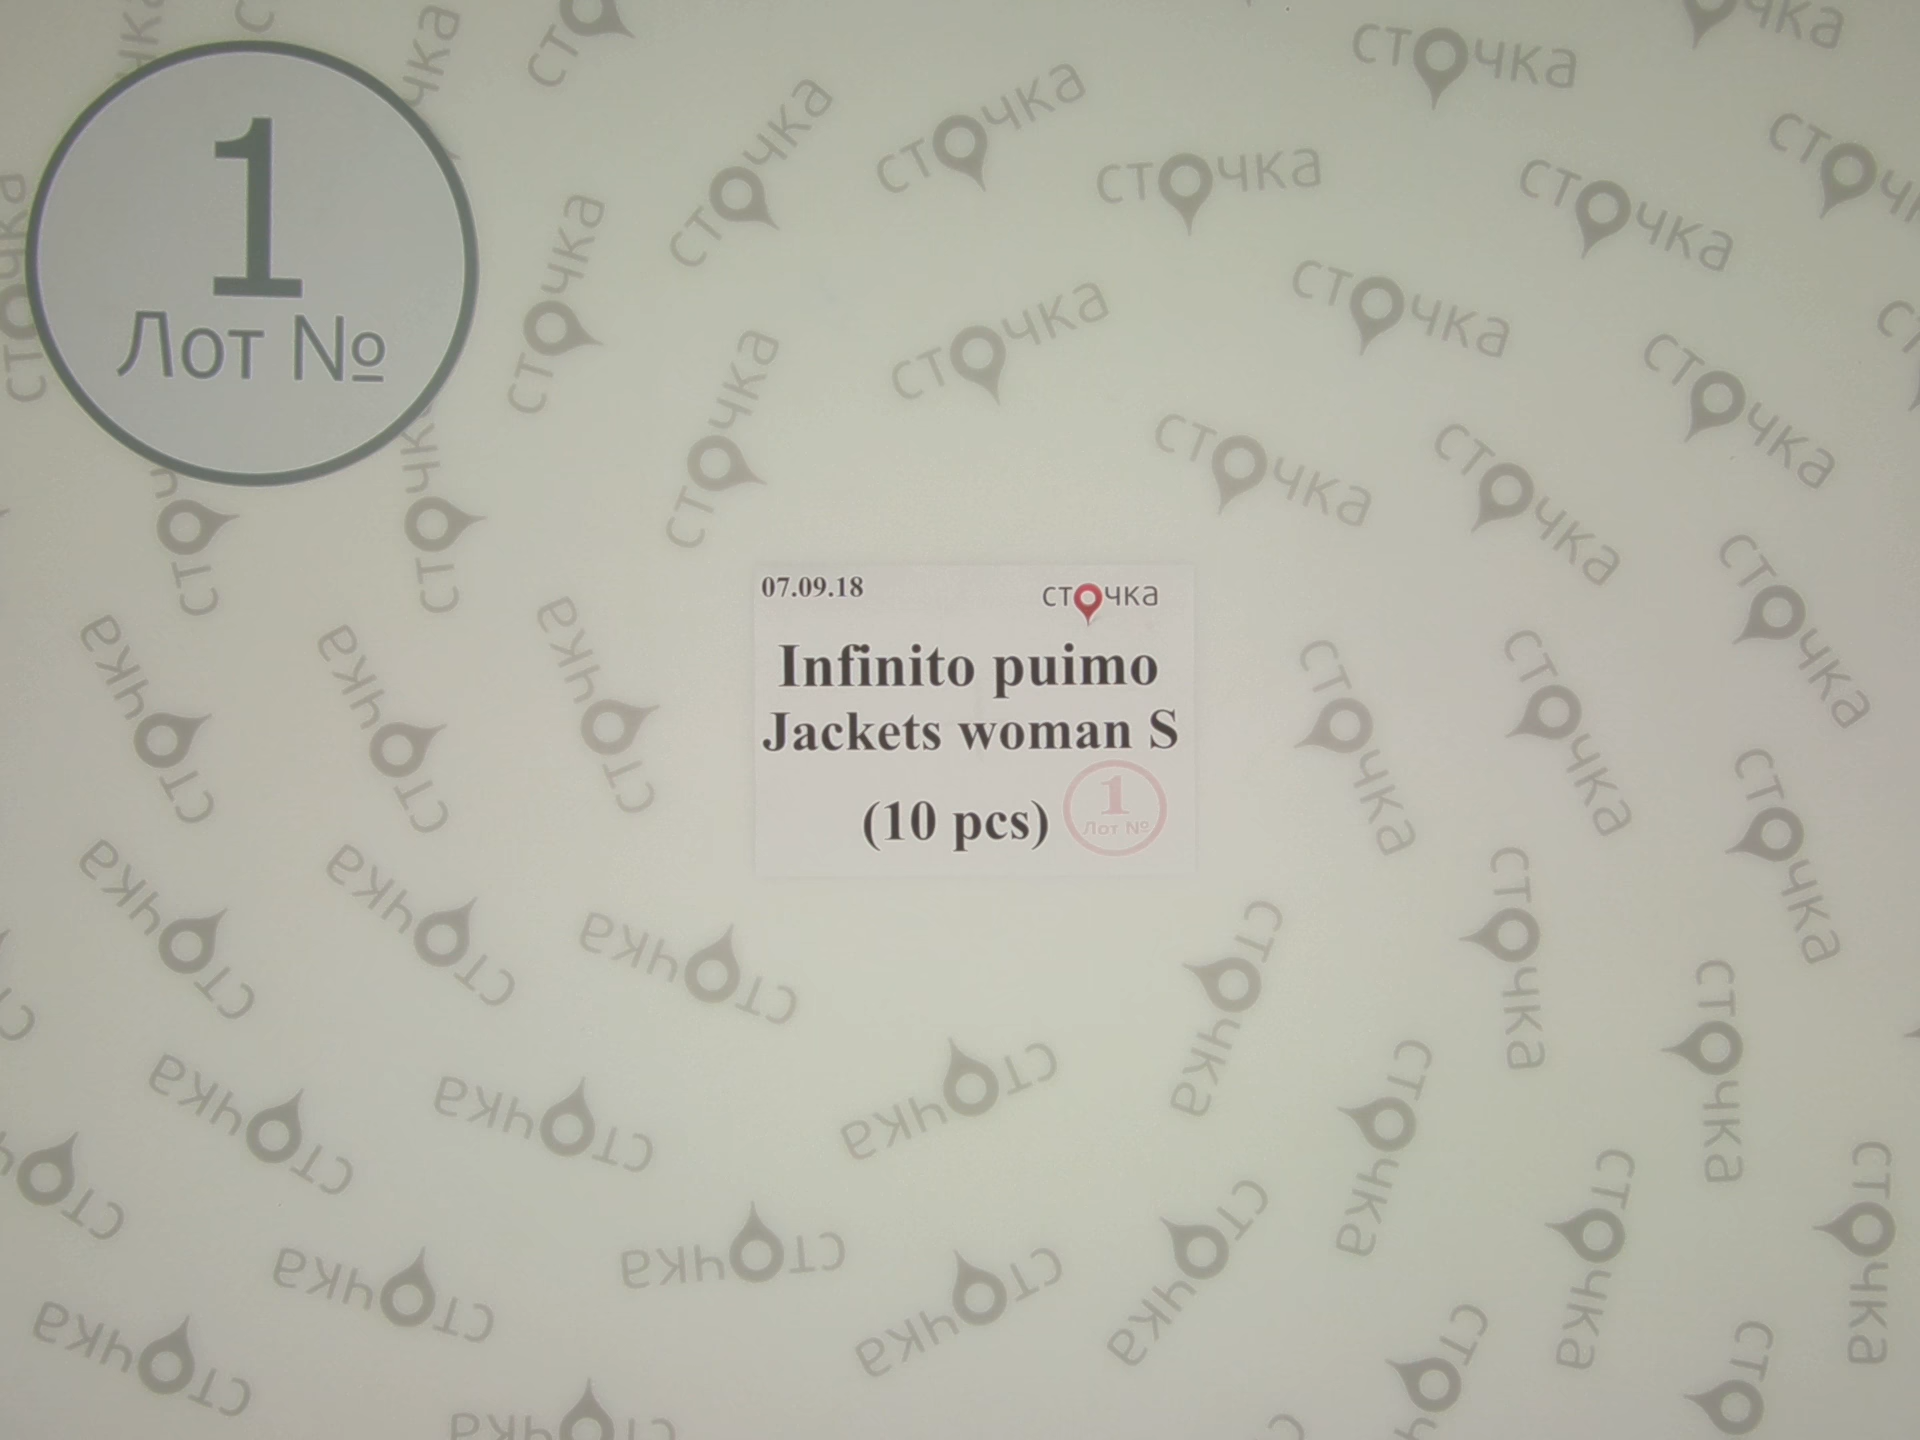 1
Лот №
07.09.18
сточка
Infinito puimo
Jackets woman S
(10 pcs)
1
Лот №